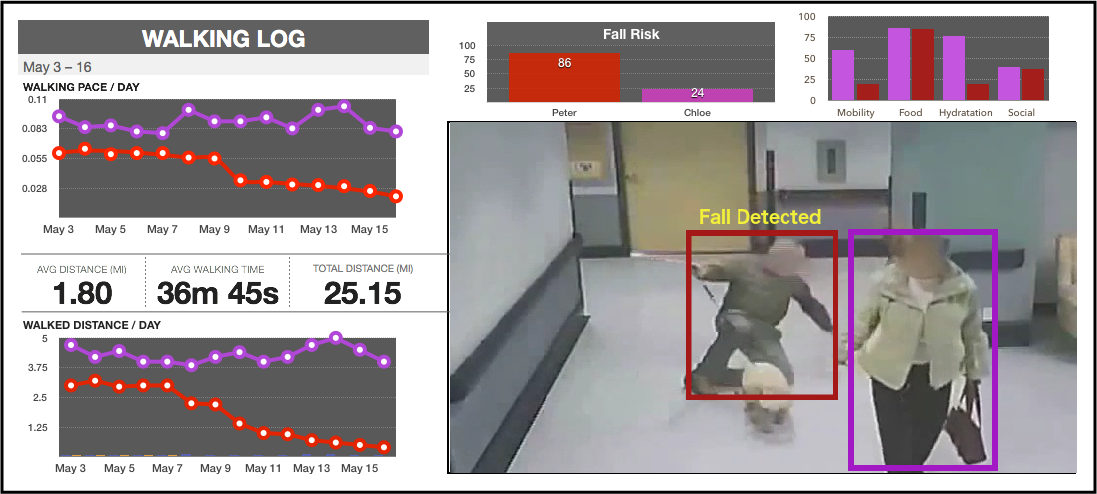 WALKING LOG
May 3 – 16
WALKING PACE / DAY
0.11
0.083
0.055
0.028
May 3 May 5 May 7 May 9 May 11 May 13 May 15
AVG DISTANCE (MI)
1.80
AVG WALKING TIME
36m 45s
TOTAL DISTANCE (MI)
25.15
WALKED DISTANCE / DAY
5
3.75
2.5
1.25
May 3 May 5 May 7 May 9 May 11 May 13 May 15
Fall Risk
100
75
50
25
86
24
Peter Chloe
100
75
50
25
0
Mobility Food Hydratation Social
Fall Detected